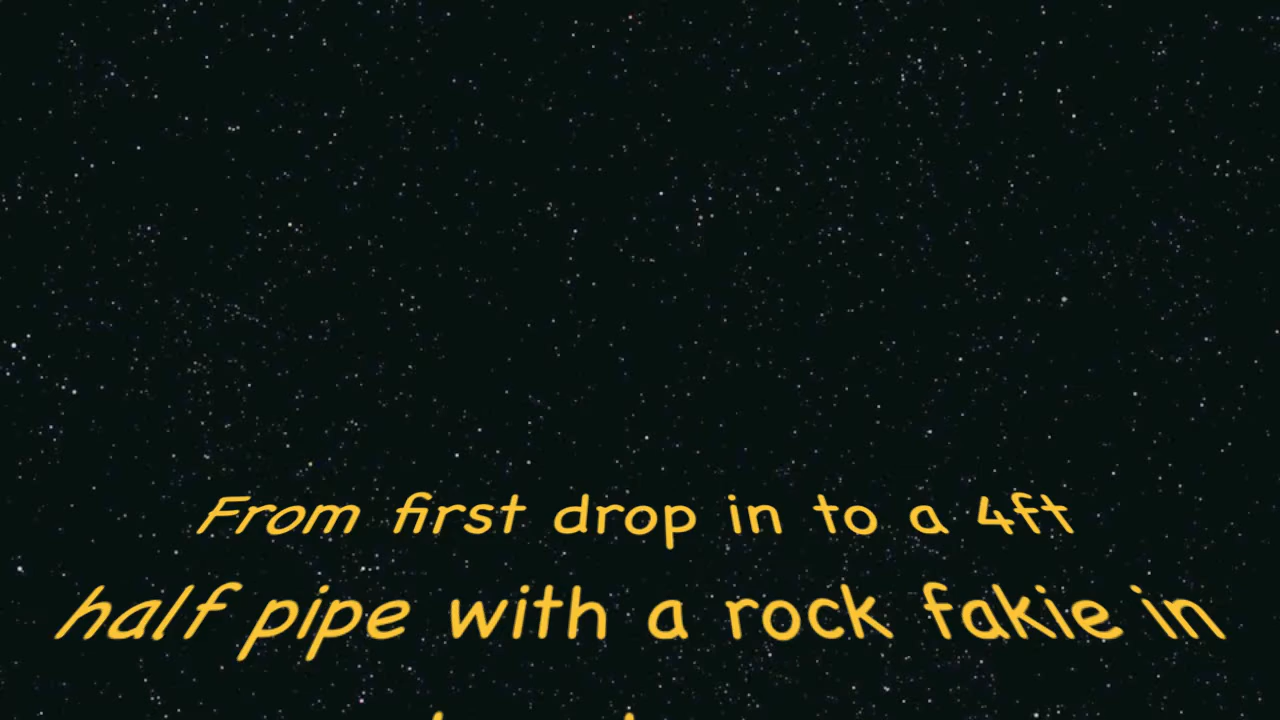 From first drop in to a 4ft
half pipe with a rock fakie in